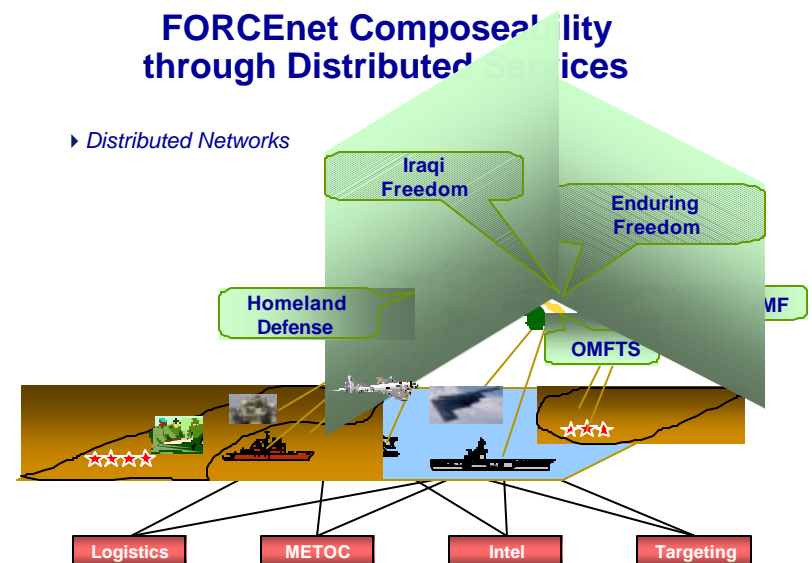 FORCEnet Composeability
through Distributed Services
Distributed Networks
Iraqi
Freedom
Enduring
Freedom
Homeland
Defense
MF
OMFTS
Logistics
METOC
Intel
Targeting